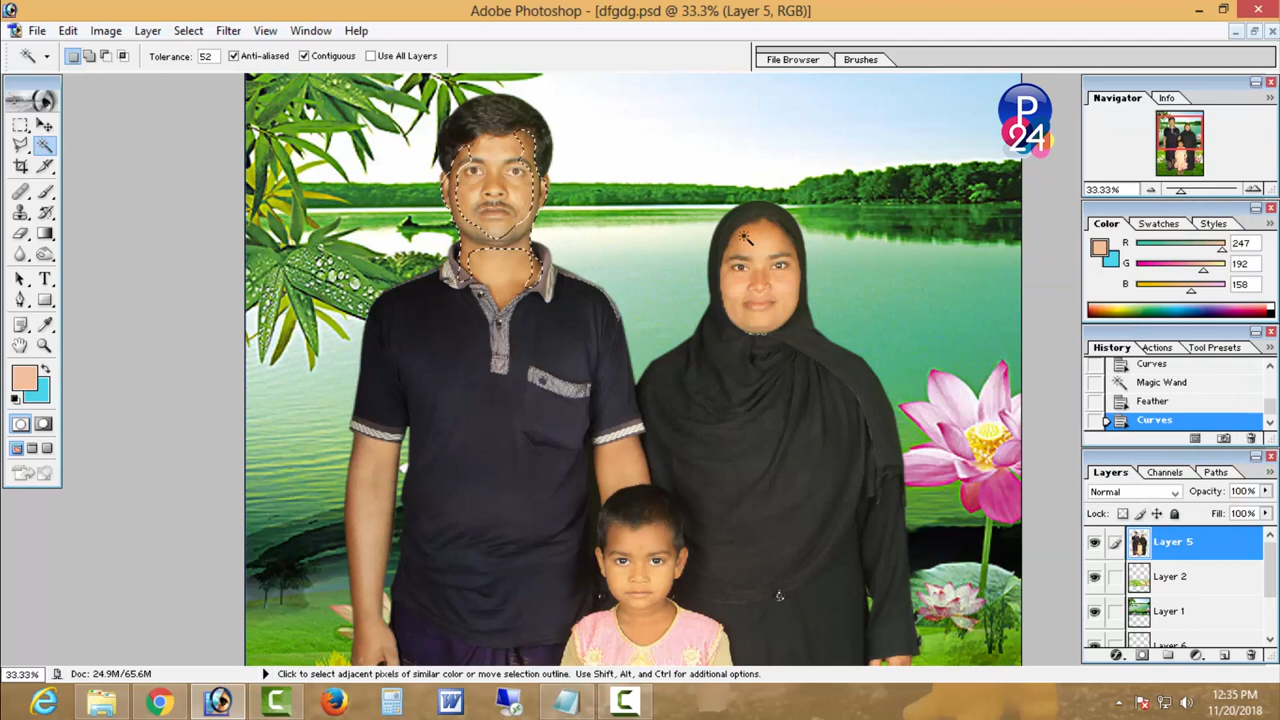 Adobe Photoshop - [dfgdg.psd @ 33.3% (Layer 5, RGB)]
File Edit Image Layer Select Filter View Window Help
Tolerance: 52 Anti-aliased Contiguous Use All Layers
File Browser Brushes
P
24
Navigator Info
33.33%
Color Swatches Styles
R 247
G 192
B 158
History Actions Tool Presets
Curves
Magic Wand
Feather
Curves
Layers Channels Paths
Normal Opacity: 100%
Lock: Fill: 100%
Layer 5
Layer 2
Layer 1
Layer 6
33.33% Doc: 24.9M/65.6M Click to select adjacent pixels of similar color or move selection outline. Use Shift, Alt, and Ctrl for additional options.
12:35 PM
11/20/2018